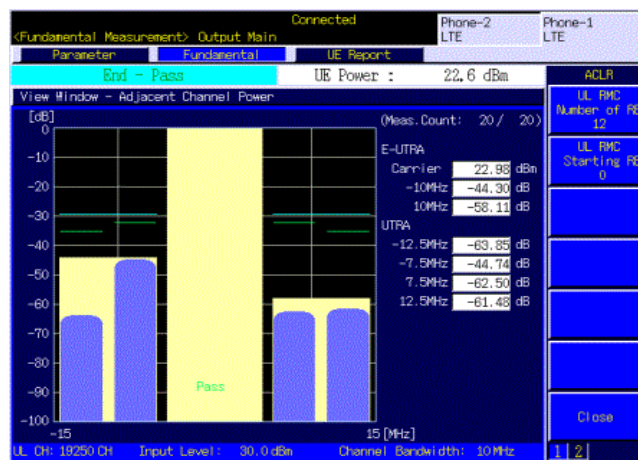 Connected
Phone-2
LTE
Phone-1
LTE
<Fundamental Measurement> Output Main
Parameter
Fundamental
UE Report
End - Pass
UE Power : 22.6 dBm
ACLR
View Window - Adjacent Channel Power
UL RMC
Number of RB
12
UL RMC
Starting RB
0
Close
1 2
[dB]
0
-10
-20
-30
-40
-50
-60
-70
-80
-90
-100
Pass
-15
15 [MHz]
(Meas.Count: 20 / 20)
E-UTRA
Carrier 22.98 dBm
-10MHz -44.30 dB
10MHz -58.11 dB
UTRA
-12.5MHz -63.85 dB
-7.5MHz -44.74 dB
7.5MHz -62.50 dB
12.5MHz -61.48 dB
UL CH: 19250 CH Input Level: 30.0 dBm Channel Bandwidth: 10 MHz